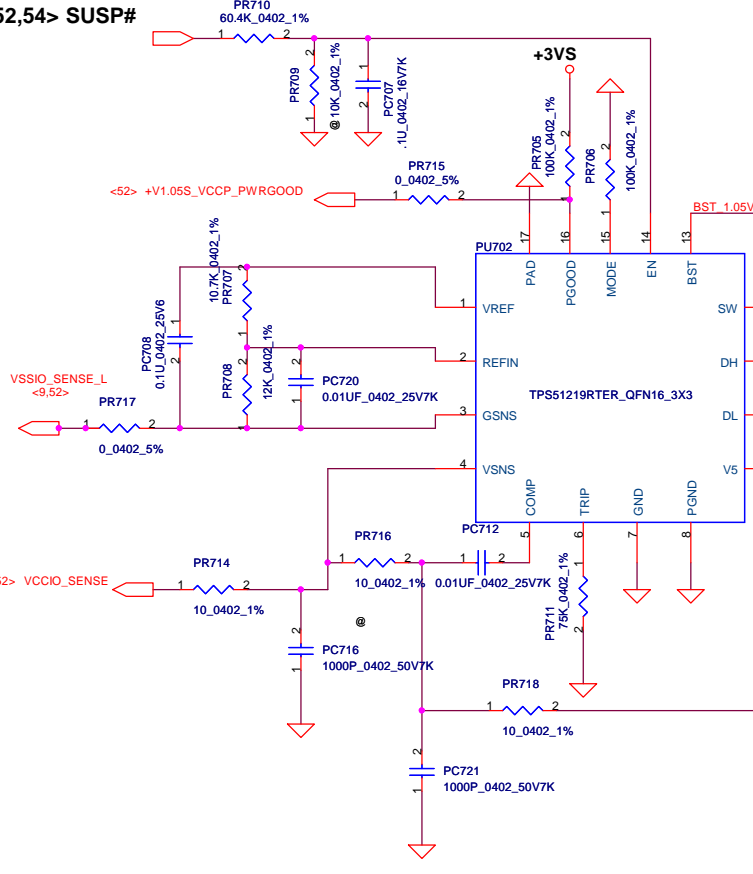 52,54> SUSP#
PR710
60.4K_0402_1%
1
2
PR709
@ 10K_0402_1%
2
1
PC707
.1U_0402_16V7K
1
2
+3VS
PR705
100K_0402_1%
2
1
PR706
100K_0402_1%
2
1
PR715
0_0402_5%
1
2
<52> +V1.05S_VCCP_PWRGOOD
BST_1.05V
PU702
17
16
15
14
13
PAD
PGOOD
MODE
EN
BST
10.7K_0402_1%
PR707
2
1
1
VREF
SW
PC708
0.1U_0402_25V6
1
2
PR708
12K_0402_1%
2
1
PC720
0.01UF_0402_25V7K
2
1
2
REFIN
DH
TPS51219RTER_QFN16_3X3
VSSIO_SENSE_L
<9,52>
PR717
0_0402_5%
1
2
3
GSNS
DL
4
VSNS
V5
COMP
TRIP
GND
PGND
5
6
7
8
PC712
0.01UF_0402_25V7K
1
2
PR716
10_0402_1%
1
2
52> VCCIO_SENSE
PR714
10_0402_1%
1
2
@
PC716
1000P_0402_50V7K
2
1
PR711
75K_0402_1%
1
2
PR718
10_0402_1%
1
2
PC721
1000P_0402_50V7K
2
1